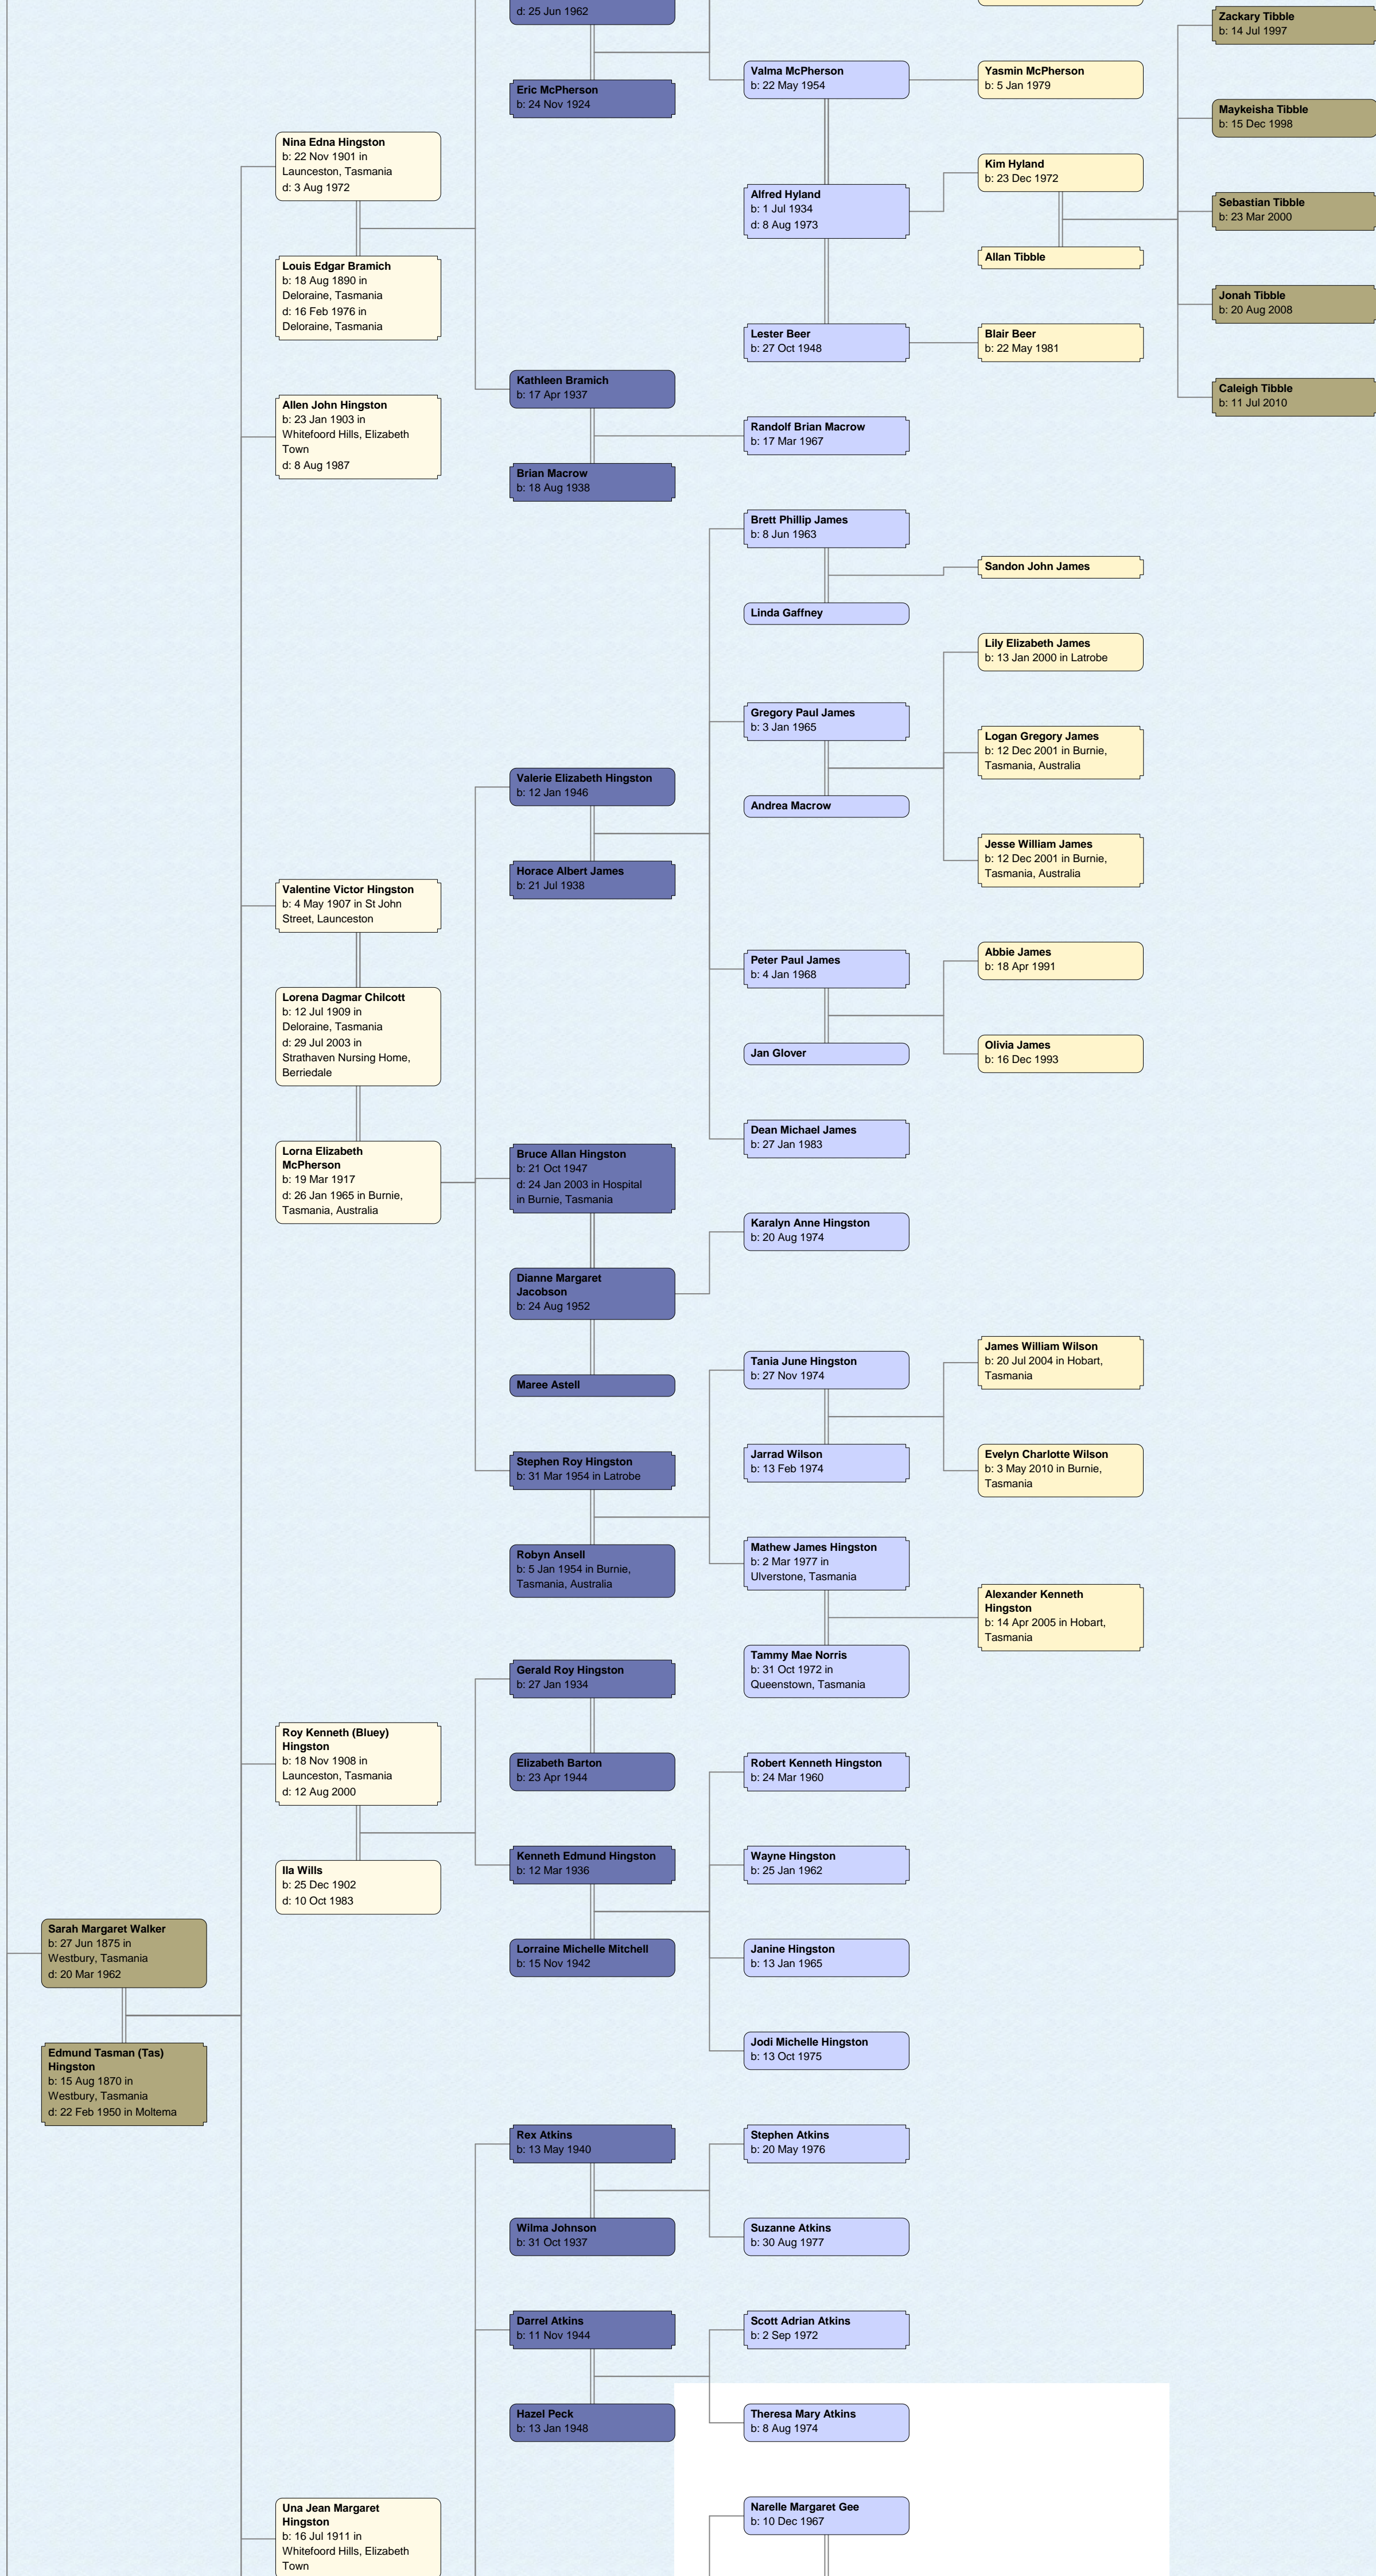 d: 25 Jun 1962
Eric McPherson
b: 24 Nov 1924
Nina Edna Hingston
b: 22 Nov 1901 in
Launceston, Tasmania
d: 3 Aug 1972
Louis Edgar Bramich
b: 18 Aug 1890 in
Deloraine, Tasmania
d: 16 Feb 1976 in
Deloraine, Tasmania
Allen John Hingston
b: 23 Jan 1903 in
Whitefoord Hills, Elizabeth
Town
d: 8 Aug 1987
Kathleen Bramich
b: 17 Apr 1937
Brian Macrow
b: 18 Aug 1938
Valma McPherson
b: 22 May 1954
Alfred Hyland
b: 1 Jul 1934
d: 8 Aug 1973
Lester Beer
b: 27 Oct 1948
Randolf Brian Macrow
b: 17 Mar 1967
Yasmin McPherson
b: 5 Jan 1979
Kim Hyland
b: 23 Dec 1972
Allan Tibble
Blair Beer
b: 22 May 1981
Zackary Tibble
b: 14 Jul 1997
Maykeisha Tibble
b: 15 Dec 1998
Sebastian Tibble
b: 23 Mar 2000
Jonah Tibble
b: 20 Aug 2008
Caleigh Tibble
b: 11 Jul 2010
Brett Phillip James
b: 8 Jun 1963
Linda Gaffney
Sandon John James
Gregory Paul James
b: 3 Jan 1965
Andrea Macrow
Lily Elizabeth James
b: 13 Jan 2000 in Latrobe
Logan Gregory James
b: 12 Dec 2001 in Burnie,
Tasmania, Australia
Jesse William James
b: 12 Dec 2001 in Burnie,
Tasmania, Australia
Valerie Elizabeth Hingston
b: 12 Jan 1946
Horace Albert James
b: 21 Jul 1938
Valentine Victor Hingston
b: 4 May 1907 in St John
Street, Launceston
Lorena Dagmar Chilcott
b: 12 Jul 1909 in
Deloraine, Tasmania
d: 29 Jul 2003 in
Strathaven Nursing Home,
Berriedale
Lorna Elizabeth
McPherson
b: 19 Mar 1917
d: 26 Jan 1965 in Burnie,
Tasmania, Australia
Peter Paul James
b: 4 Jan 1968
Jan Glover
Abbie James
b: 18 Apr 1991
Olivia James
b: 16 Dec 1993
Dean Michael James
b: 27 Jan 1983
Bruce Allan Hingston
b: 21 Oct 1947
d: 24 Jan 2003 in Hospital
in Burnie, Tasmania
Dianne Margaret
Jacobson
b: 24 Aug 1952
Maree Astell
Karalyn Anne Hingston
b: 20 Aug 1974
Stephen Roy Hingston
b: 31 Mar 1954 in Latrobe
Robyn Ansell
b: 5 Jan 1954 in Burnie,
Tasmania, Australia
Tania June Hingston
b: 27 Nov 1974
Jarrad Wilson
b: 13 Feb 1974
James William Wilson
b: 20 Jul 2004 in Hobart,
Tasmania
Evelyn Charlotte Wilson
b: 3 May 2010 in Burnie,
Tasmania
Mathew James Hingston
b: 2 Mar 1977 in
Ulverstone, Tasmania
Tammy Mae Norris
b: 31 Oct 1972 in
Queenstown, Tasmania
Alexander Kenneth
Hingston
b: 14 Apr 2005 in Hobart,
Tasmania
Roy Kenneth (Bluey)
Hingston
b: 18 Nov 1908 in
Launceston, Tasmania
d: 12 Aug 2000
Ila Wills
b: 25 Dec 1902
d: 10 Oct 1983
Gerald Roy Hingston
b: 27 Jan 1934
Elizabeth Barton
b: 23 Apr 1944
Kenneth Edmund Hingston
b: 12 Mar 1936
Lorraine Michelle Mitchell
b: 15 Nov 1942
Robert Kenneth Hingston
b: 24 Mar 1960
Wayne Hingston
b: 25 Jan 1962
Janine Hingston
b: 13 Jan 1965
Jodi Michelle Hingston
b: 13 Oct 1975
Sarah Margaret Walker
b: 27 Jun 1875 in
Westbury, Tasmania
d: 20 Mar 1962
Edmund Tasman (Tas)
Hingston
b: 15 Aug 1870 in
Westbury, Tasmania
d: 22 Feb 1950 in Moltema
Rex Atkins
b: 13 May 1940
Wilma Johnson
b: 31 Oct 1937
Stephen Atkins
b: 20 May 1976
Suzanne Atkins
b: 30 Aug 1977
Darrel Atkins
b: 11 Nov 1944
Hazel Peck
b: 13 Jan 1948
Scott Adrian Atkins
b: 2 Sep 1972
Theresa Mary Atkins
b: 8 Aug 1974
Una Jean Margaret
Hingston
b: 16 Jul 1911 in
Whitefoord Hills, Elizabeth
Town
Narelle Margaret Gee
b: 10 Dec 1967